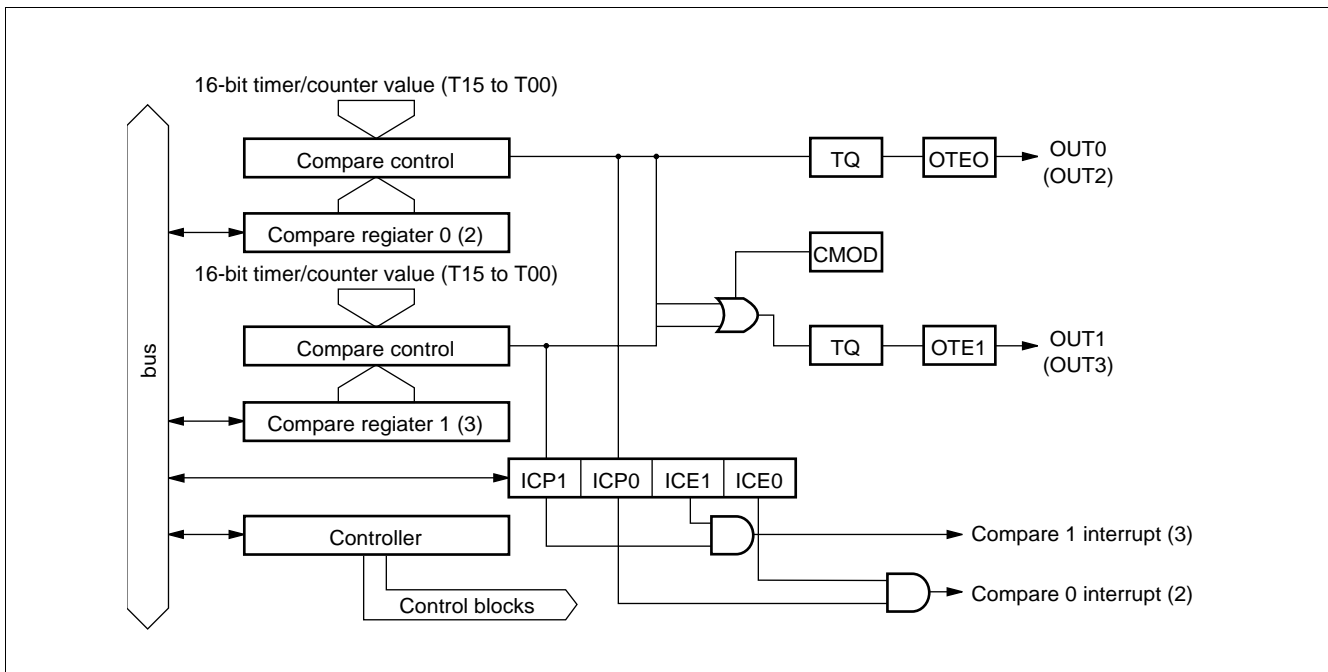 16-bit timer/counter value (T15 to T00)
Compare control
TQ
OTEO
OUT0
(OUT2)
Compare regiater 0 (2)
CMOD
16-bit timer/counter value (T15 to T00)
bus
Compare control
TQ
OTE1
OUT1
(OUT3)
Compare regiater 1 (3)
ICP1
ICP0
ICE1
ICE0
Controller
Compare 1 interrupt (3)
Control blocks
Compare 0 interrupt (2)